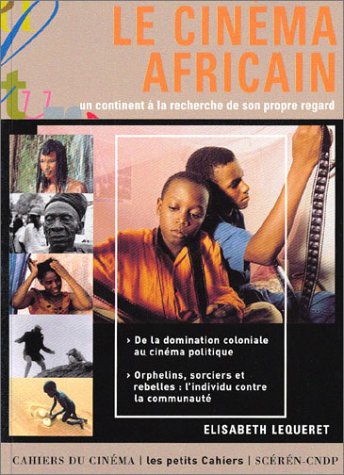 LE CINEMA
AFRICAIN
un continent à la recherche de son propre regard
› De la domination coloniale
au cinéma politique
› Orphelins, sorciers et
rebelles : l'individu contre
la communauté
ELISABETH LEQUERET
CAHIERS DU CINÉMA | les petits Cahiers | SCÉRÉN-CNDP